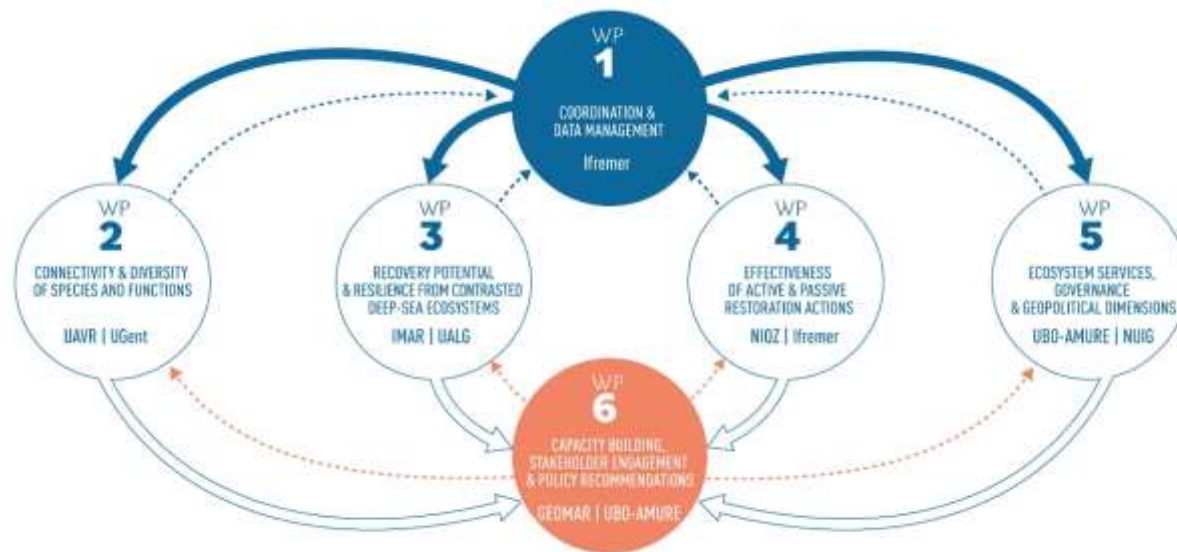 WP
1
COORDINATION &
DATA MANAGEMENT
Ifremer
WP
2
CONNECTIVITY & DIVERSITY
OF SPECIES AND FUNCTIONS
UAVR | UGent
WP
3
RECOVERY POTENTIAL
& RESILIENCE FROM CONTRASTED
DEEP-SEA ECOSYSTEMS
IMAR | UALG
WP
4
EFFECTIVENESS
OF ACTIVE & PASSIVE
RESTORATION ACTIONS
NIOZ | Ifremer
WP
5
ECOSYSTEM SERVICES,
GOVERNANCE
& GEOPOLITICAL DIMENSIONS
UBO-AMURE | NUIG
WP
6
CAPACITY BUILDING,
STAKEHOLDER ENGAGEMENT
& POLICY RECOMMENDATIONS
GEOMAR | UBO-AMURE